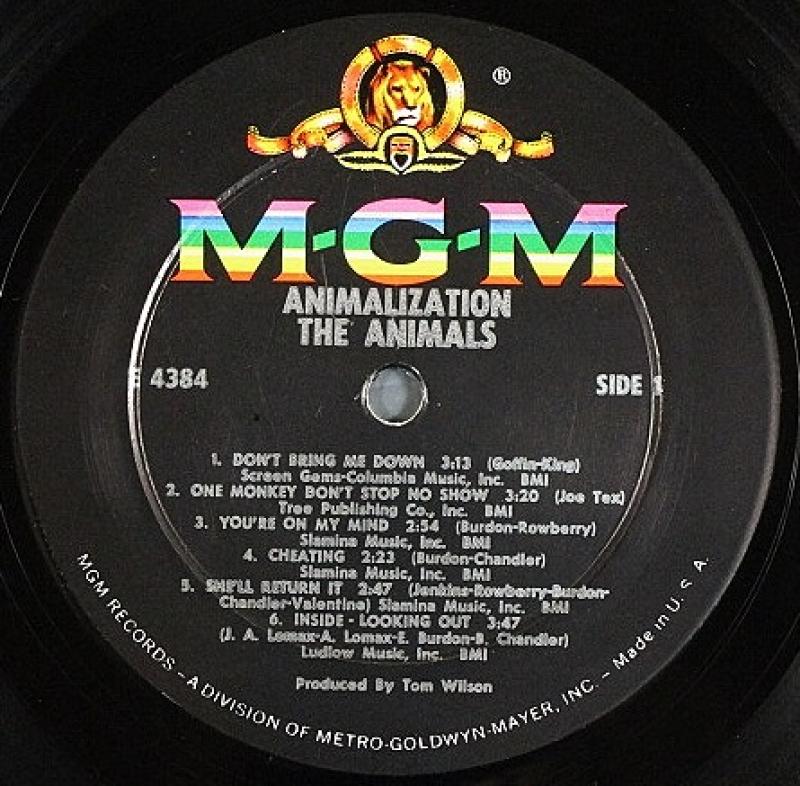 ®
M-G-M
ANIMALIZATION
THE ANIMALS
E 4384
SIDE 1
1. DON'T BRING ME DOWN 3:13 (Goffin-King)
Screen Gems-Columbia Music, Inc. BMI
2. ONE MONKEY DON'T STOP NO SHOW 3:20 (Joe Tex)
Tree Publishing Co., Inc. BMI
3. YOU'RE ON MY MIND 2:54 (Burdon-Rowberry)
Slamina Music, Inc. BMI
4. CHEATING 2:23 (Burdon-Chandler)
Slamina Music, Inc. BMI
5. SHE'LL RETURN IT 2:47 (Jenkins-Rowberry-Burdon-
Chandler-Valentine) Slamina Music, Inc. BMI
6. INSIDE - LOOKING OUT 3:47
(J. A. Lomax-A. Lomax-E. Burdon-B. Chandler)
Ludlow Music, Inc. BMI
Produced By Tom Wilson
MGM RECORDS – A DIVISION OF METRO-GOLDWYN-MAYER, INC. – Made in U. S. A.